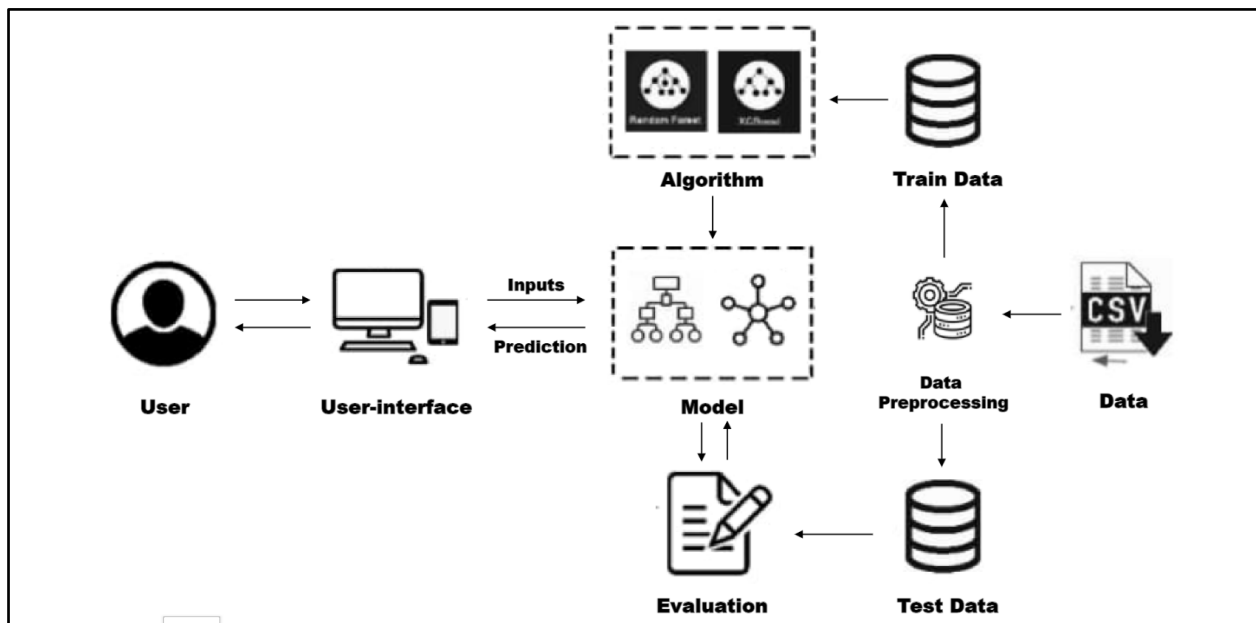 Random Forest
XGBoost
Algorithm
Train Data
Inputs
Prediction
CSV
User
User-interface
Model
Data
Preprocessing
Data
Evaluation
Test Data